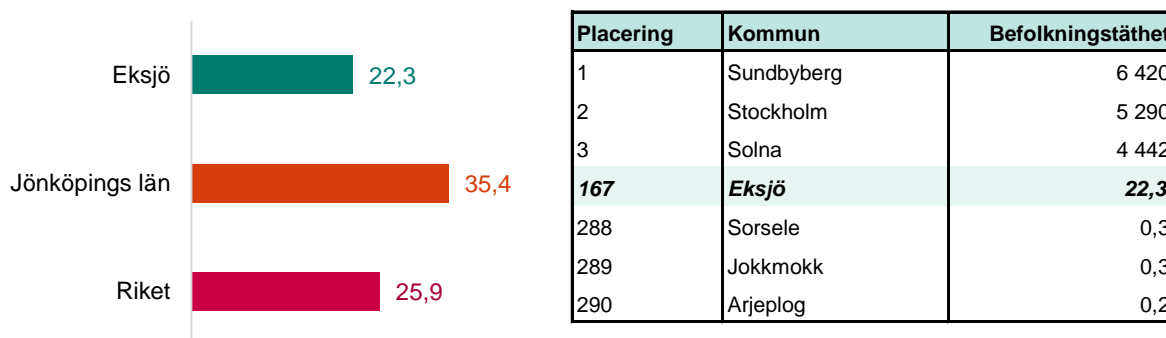 Eksjö 22,3
Jönköpings län 35,4
Riket 25,9
Placering Kommun Befolkningstäthet
1 Sundbyberg 6 420
2 Stockholm 5 290
3 Solna 4 442
167 Eksjö 22,3
288 Sorsele 0,3
289 Jokkmokk 0,3
290 Arjeplog 0,2